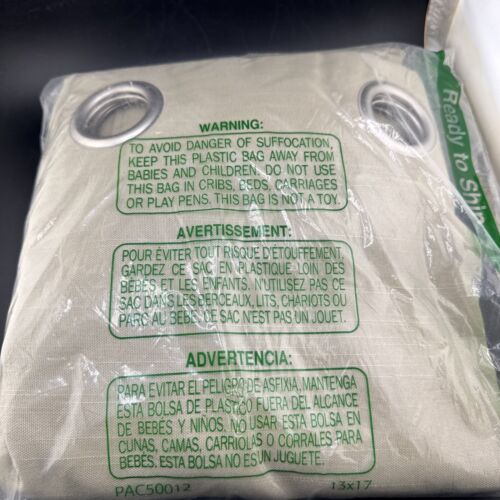 WARNING:
TO AVOID DANGER OF SUFFOCATION,
KEEP THIS PLASTIC BAG AWAY FROM
BABIES AND CHILDREN. DO NOT USE
THIS BAG IN CRIBS, BEDS, CARRIAGES
OR PLAY PENS. THIS BAG IS NOT A TOY.
AVERTISSEMENT:
POUR ÉVITER TOUT RISQUE D'ÉTOUFFEMENT,
GARDEZ CE SAC EN PLASTIQUE LOIN DES
BÉBÉS ET LES ENFANTS. N'UTILISEZ PAS CE
SAC DANS LES BERCEAUX, LITS, CHARIOTS OU
PARC AU BÉBÉ. CE SAC N'EST PAS UN JOUET.
ADVERTENCIA:
PARA EVITAR EL PELIGRO DE ASFIXIA, MANTENGA
ESTA BOLSA DE PLASTICO FUERA DEL ALCANCE
DE BEBÉS Y NIÑOS. NO USAR ESTA BOLSA EN
CUNAS, CAMAS, CARRIOLAS O CORRALES PARA
BEBÉS. ESTA BOLSA NO ES UN JUGUETE.
PAC50012 13x17
Ready to Ship